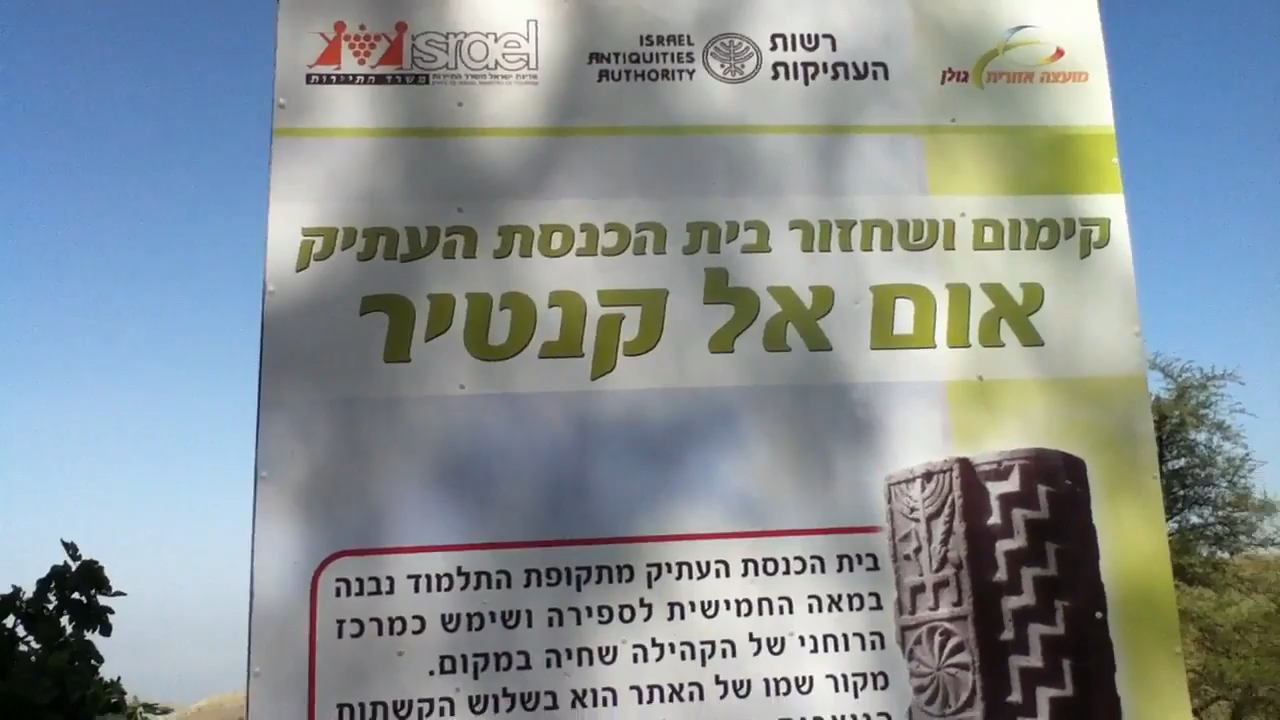 israel
משרד התיירות
ISRAEL
ANTIQUITIES
AUTHORITY
רשות
העתיקות
מועצה אזורית גולן
קימום ושחזור בית הכנסת העתיק
אום אל קנטיר
בית הכנסת העתיק מתקופת התלמוד נבנה
במאה החמישית לספירה ושימש כמרכז
הרוחני של הקהילה שחיה במקום.
מקור שמו של האתר הוא בשלוש הקשתות